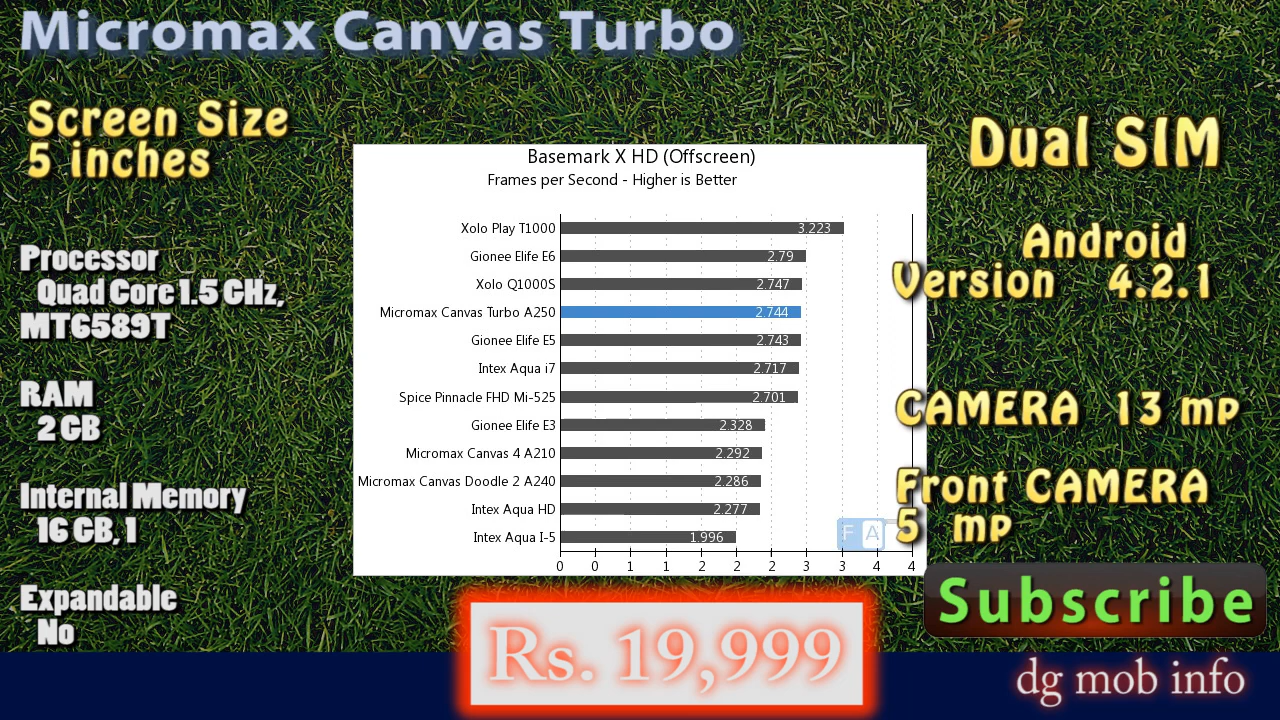 Micromax Canvas Turbo
Screen Size
5 inches
Processor
Quad Core 1.5 GHz,
MT6589T
RAM
2 GB
Internal Memory
16 GB, 1
Expandable
No
Basemark X HD (Offscreen)
Frames per Second - Higher is Better
Xolo Play T1000 3.223
Gionee Elife E6 2.79
Xolo Q1000S 2.747
Micromax Canvas Turbo A250 2.744
Gionee Elife E5 2.743
Intex Aqua i7 2.717
Spice Pinnacle FHD Mi-525 2.701
Gionee Elife E3 2.328
Micromax Canvas 4 A210 2.292
Micromax Canvas Doodle 2 A240 2.286
Intex Aqua HD 2.277
Intex Aqua I-5 1.996
0 0 1 1 2 2 2 3 3 4 4
F A
Dual SIM
Android
Version 4.2.1
CAMERA 13 mp
Front CAMERA
5 mp
Subscribe
Rs. 19,999
dg mob info